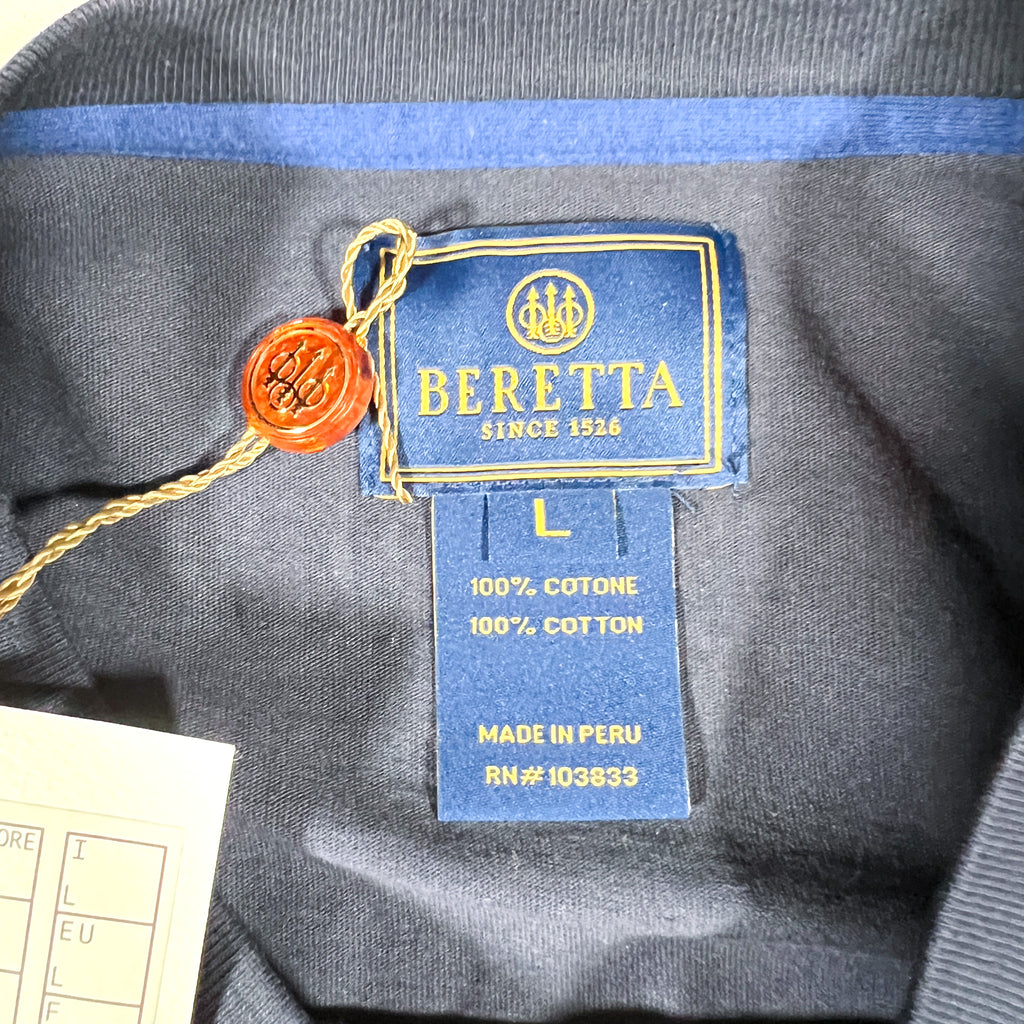 BERETTA
SINCE 1526
L
100% COTONE
100% COTTON
MADE IN PERU
RN#103833
ORE
I
L
EU
L
F